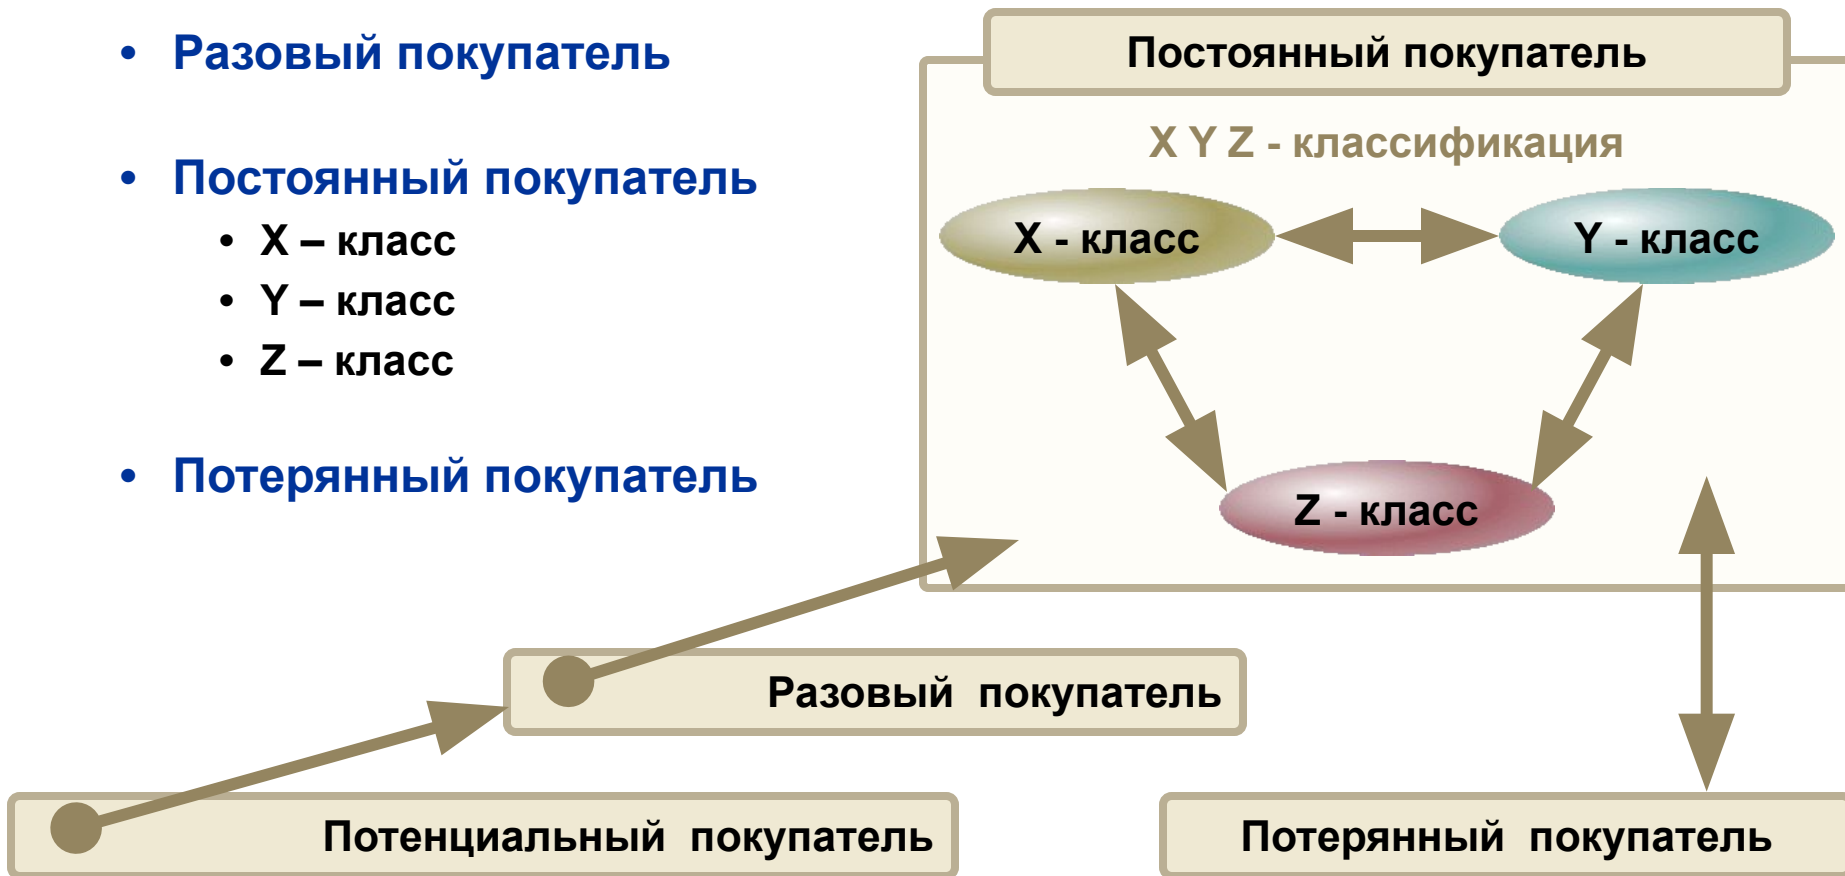 • Разовый покупатель
• Постоянный покупатель
• X – класс
• Y – класс
• Z – класс
• Потерянный покупатель
Постоянный покупатель
X Y Z - классификация
X - класс
Y - класс
Z - класс
Разовый покупатель
Потенциальный покупатель
Потерянный покупатель